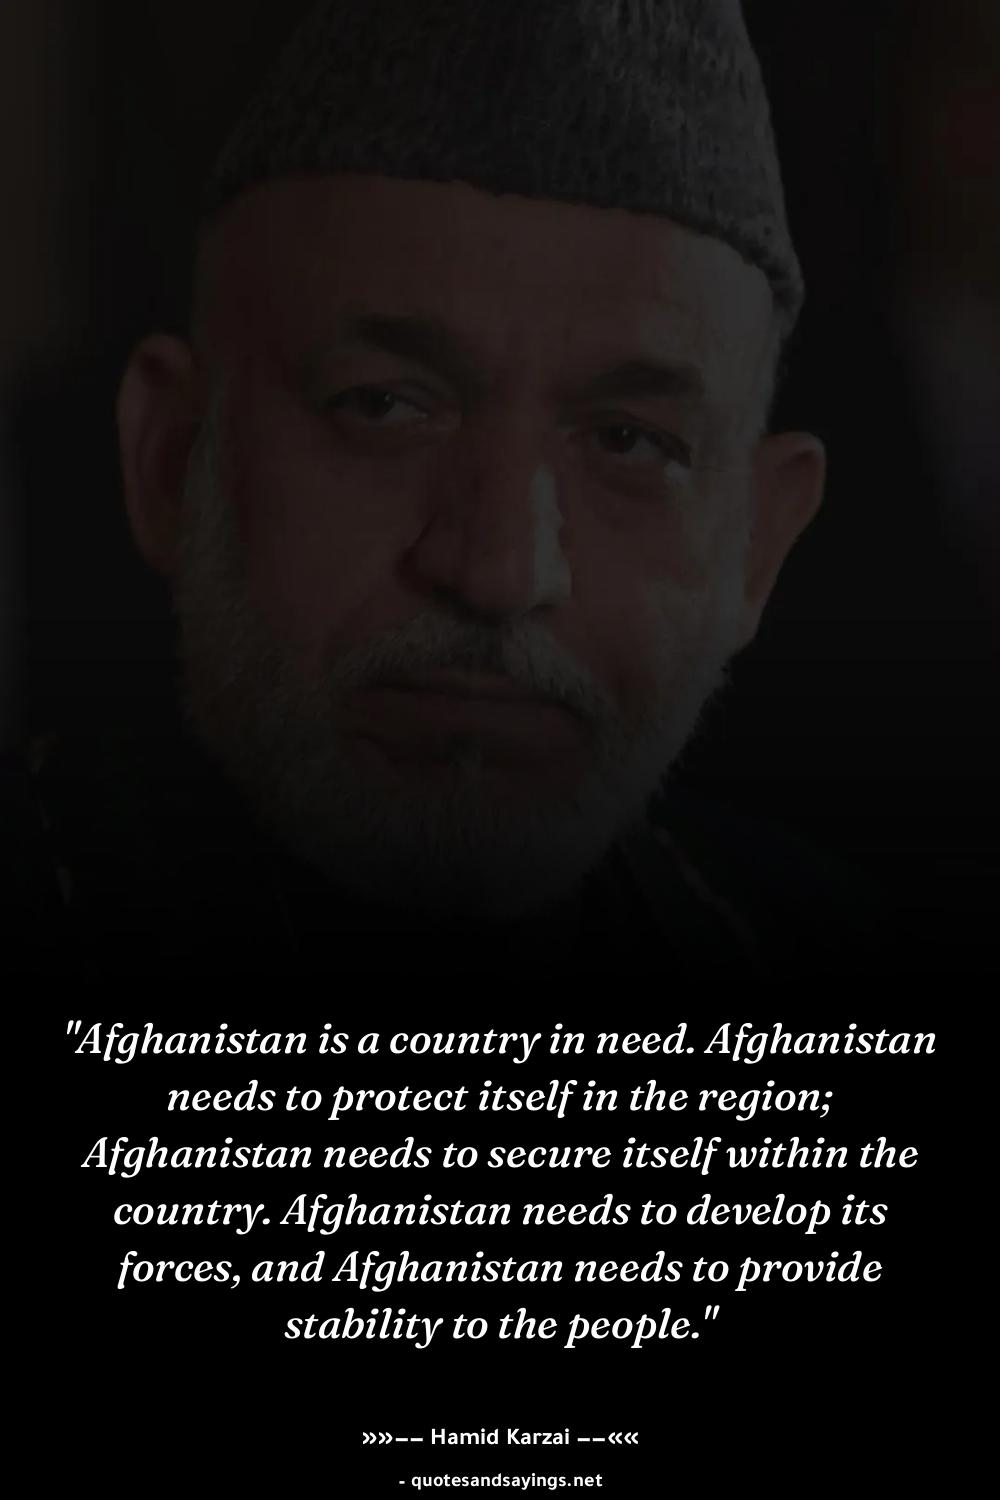 "Afghanistan is a country in need. Afghanistan
needs to protect itself in the region;
Afghanistan needs to secure itself within the
country. Afghanistan needs to develop its
forces, and Afghanistan needs to provide
stability to the people."
»»–– Hamid Karzai ––««
- quotesandsayings.net